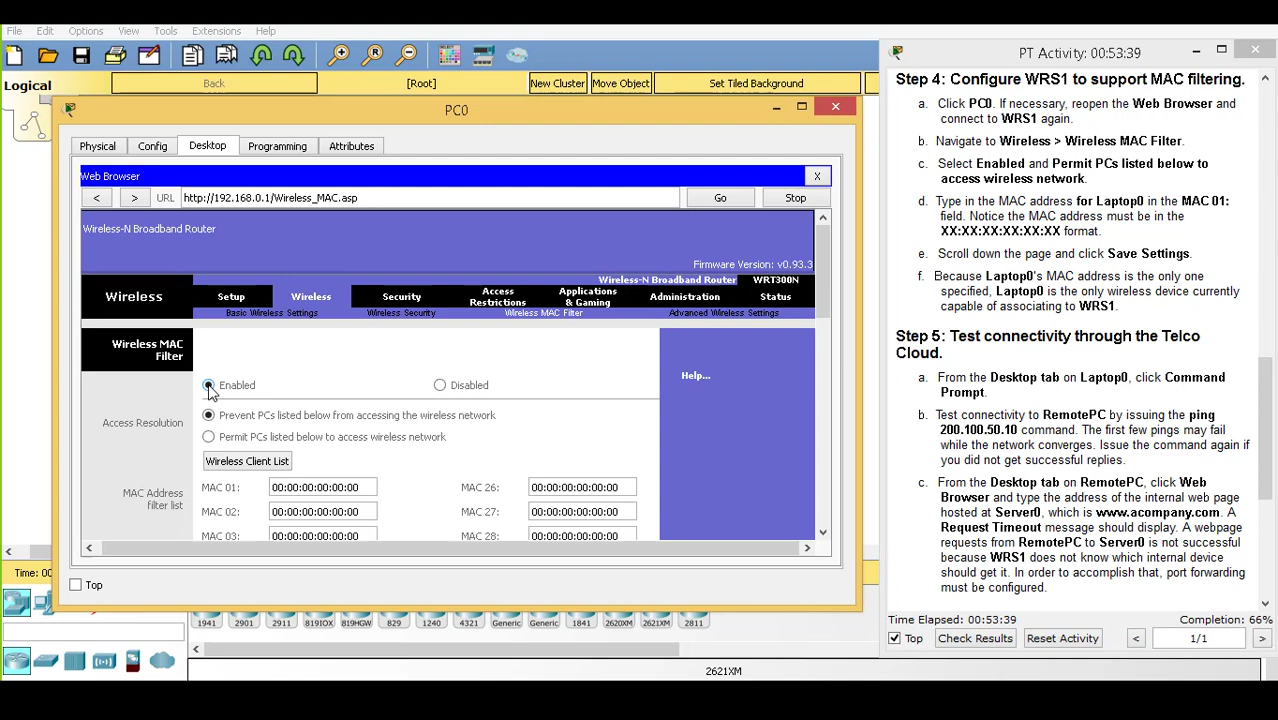 File Edit Options View Tools Extensions Help
Logical
Back
[Root]
New Cluster
Move Object
Set Tiled Background
PC0
Physical
Config
Desktop
Programming
Attributes
Web Browser
X
<
>
URL
http://192.168.0.1/Wireless_MAC.asp
Go
Stop
Wireless-N Broadband Router
Firmware Version: v0.93.3
Wireless-N Broadband Router
WRT300N
Wireless
Setup
Wireless
Security
Access
Restrictions
Applications
& Gaming
Administration
Status
Basic Wireless Settings
Wireless Security
Wireless MAC Filter
Advanced Wireless Settings
Wireless MAC
Filter
Help...
Enabled
Disabled
Access Resolution
Prevent PCs listed below from accessing the wireless network
Permit PCs listed below to access wireless network
Wireless Client List
MAC Address
filter list
MAC 01:
00:00:00:00:00:00
MAC 26:
00:00:00:00:00:00
MAC 02:
00:00:00:00:00:00
MAC 27:
00:00:00:00:00:00
MAC 03:
00:00:00:00:00:00
MAC 28:
00:00:00:00:00:00
Top
Time: 00
1941
2901
2911
819IOX
819HGW
829
1240
4321
Generic
Generic
1841
2620XM
2621XM
2811
2621XM
PT Activity: 00:53:39
Step 4: Configure WRS1 to support MAC filtering.
a. Click PC0. If necessary, reopen the Web Browser and
connect to WRS1 again.
b. Navigate to Wireless > Wireless MAC Filter.
c. Select Enabled and Permit PCs listed below to
access wireless network.
d. Type in the MAC address for Laptop0 in the MAC 01:
field. Notice the MAC address must be in the
XX:XX:XX:XX:XX:XX format.
e. Scroll down the page and click Save Settings.
f. Because Laptop0's MAC address is the only one
specified, Laptop0 is the only wireless device currently
capable of associating to WRS1.
Step 5: Test connectivity through the Telco
Cloud.
a. From the Desktop tab on Laptop0, click Command
Prompt.
b. Test connectivity to RemotePC by issuing the ping
200.100.50.10 command. The first few pings may fail
while the network converges. Issue the command again if
you did not get successful replies.
c. From the Desktop tab on RemotePC, click Web
Browser and type the address of the internal web page
hosted at Server0, which is www.acompany.com. A
Request Timeout message should display. A webpage
requests from RemotePC to Server0 is not successful
because WRS1 does not know which internal device
should get it. In order to accomplish that, port forwarding
must be configured.
Time Elapsed: 00:53:39
Completion: 66%
Top
Check Results
Reset Activity
<
1/1
>